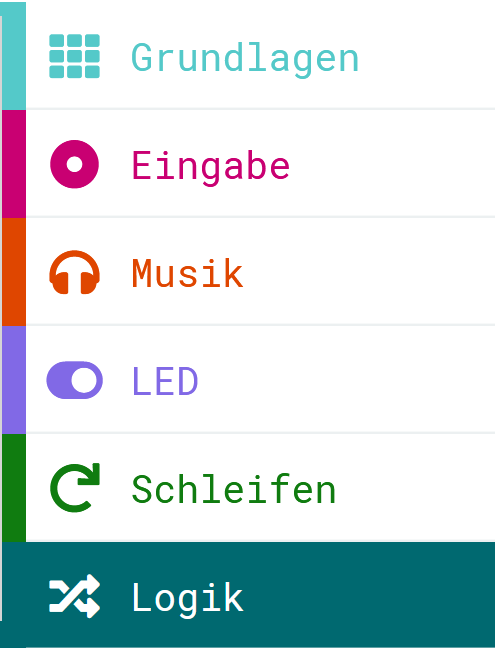 Grundlagen
Eingabe
Musik
LED
Schleifen
Logik